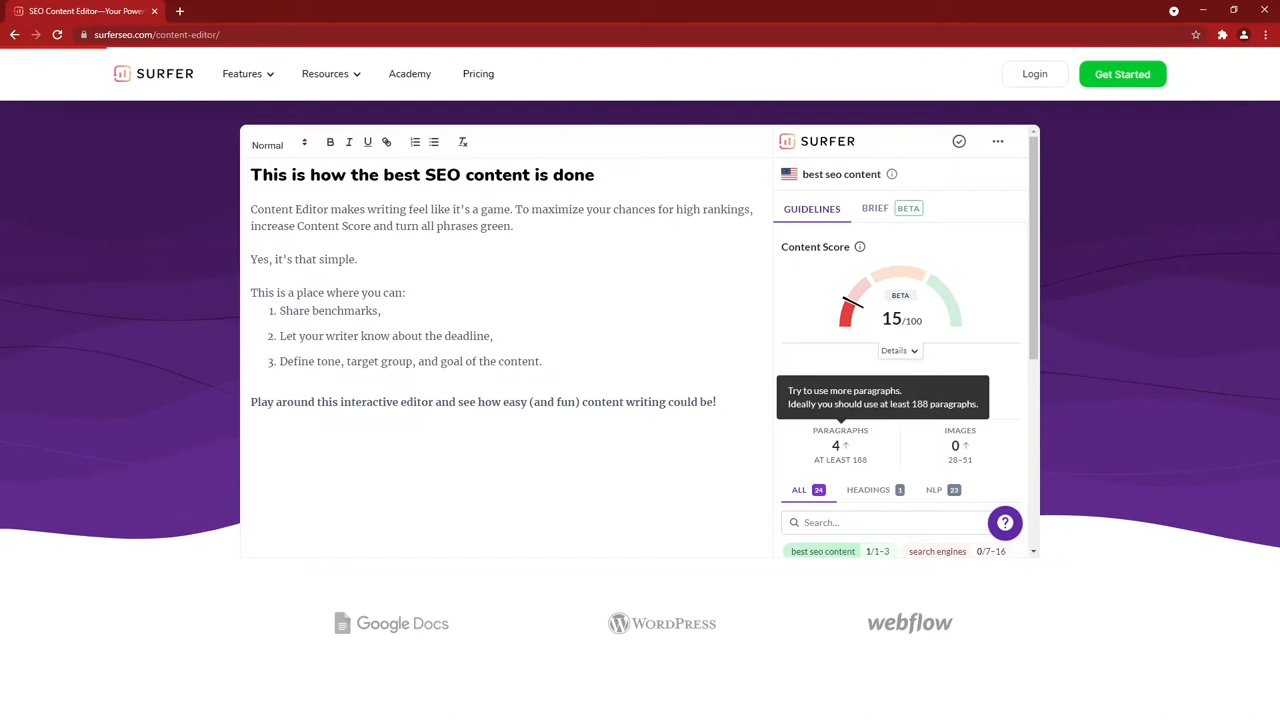 SEO Content Editor—Your Power
surferseo.com/content-editor/
SURFER
Features
Resources
Academy
Pricing
Login
Get Started
Normal
B I U
This is how the best SEO content is done
Content Editor makes writing feel like it's a game. To maximize your chances for high rankings,
increase Content Score and turn all phrases green.
Yes, it's that simple.
This is a place where you can:
1. Share benchmarks,
2. Let your writer know about the deadline,
3. Define tone, target group, and goal of the content.
Play around this interactive editor and see how easy (and fun) content writing could be!
SURFER
best seo content
GUIDELINES
BRIEF BETA
Content Score
BETA
15/100
Details
Try to use more paragraphs.
Ideally you should use at least 188 paragraphs.
PARAGRAPHS
4
AT LEAST 188
IMAGES
0
28–51
ALL 24
HEADINGS 1
NLP 23
Search...
best seo content 1/1–3
search engines 0/7–16
Google Docs
WORDPRESS
webflow